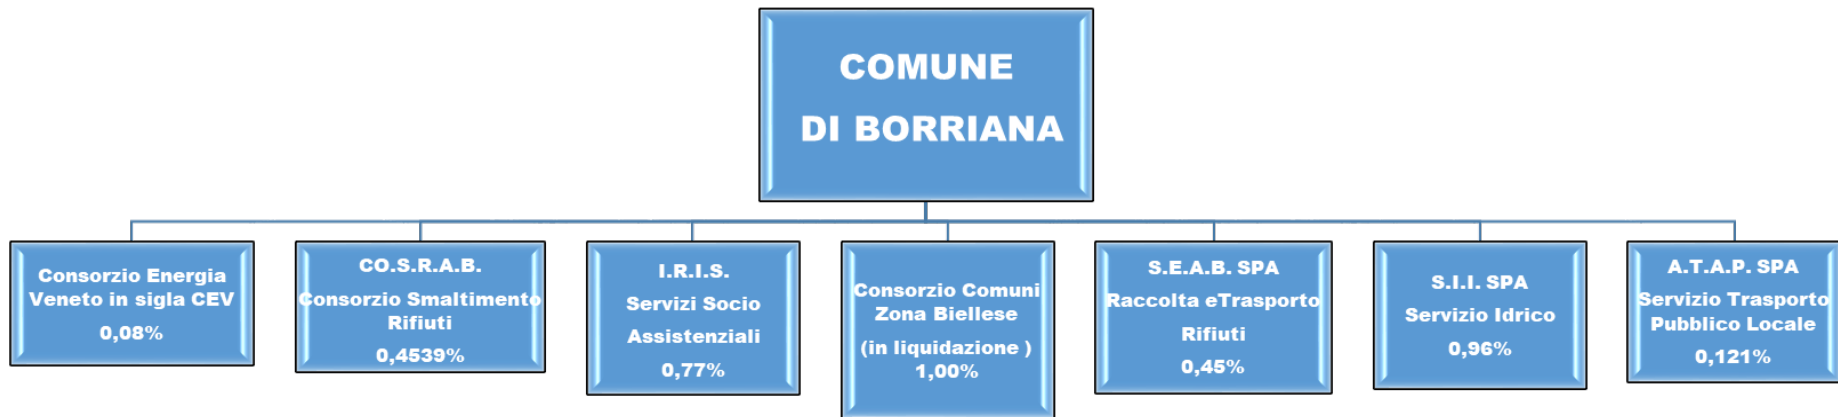 COMUNE
DI BORRIANA
Consorzio Energia
Veneto in sigla CEV
0,08%
CO.S.R.A.B.
Consorzio Smaltimento
Rifiuti
0,4539%
I.R.I.S.
Servizi Socio
Assistenziali
0,77%
Consorzio Comuni
Zona Biellese
(in liquidazione )
1,00%
S.E.A.B. SPA
Raccolta eTrasporto
Rifiuti
0,45%
S.I.I. SPA
Servizio Idrico
0,96%
A.T.A.P. SPA
Servizio Trasporto
Pubblico Locale
0,121%